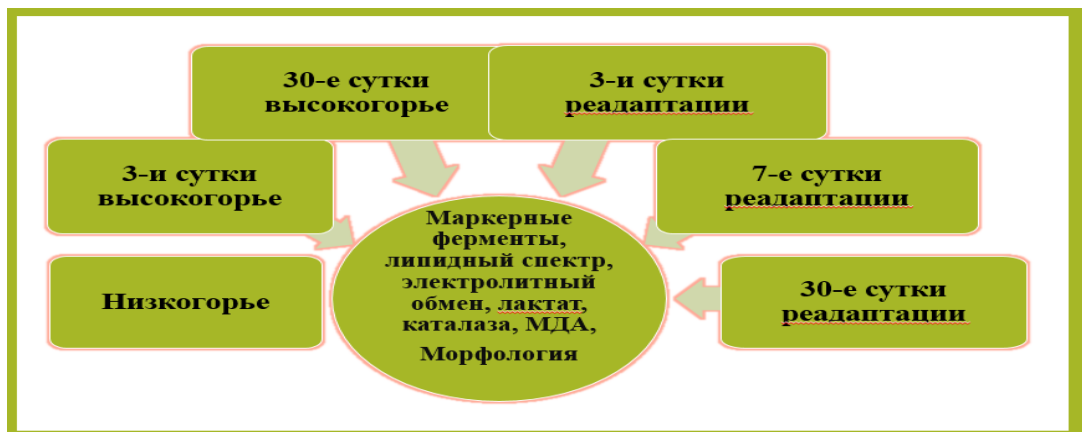 30-е сутки
высокогорье
3-и сутки
реадаптации
3-и сутки
высокогорье
7-е сутки
реадаптации
Маркерные
ферменты,
липидный спектр,
электролитный
обмен, лактат,
каталаза, МДА,
Морфология
Низкогорье
30-е сутки
реадаптации